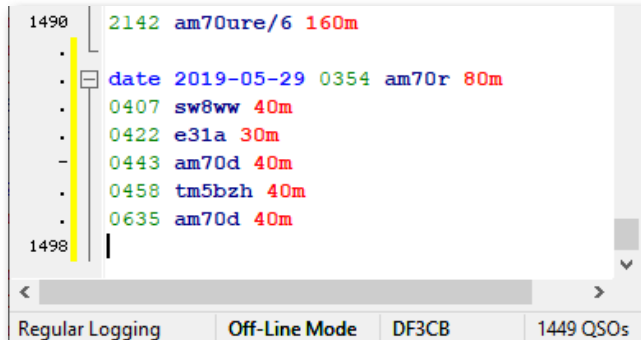 1490 2142 am70ure/6 160m
date 2019-05-29 0354 am70r 80m
0407 sw8ww 40m
0422 e31a 30m
0443 am70d 40m
0458 tm5bzh 40m
0635 am70d 40m
1498
Regular Logging Off-Line Mode DF3CB 1449 QSOs